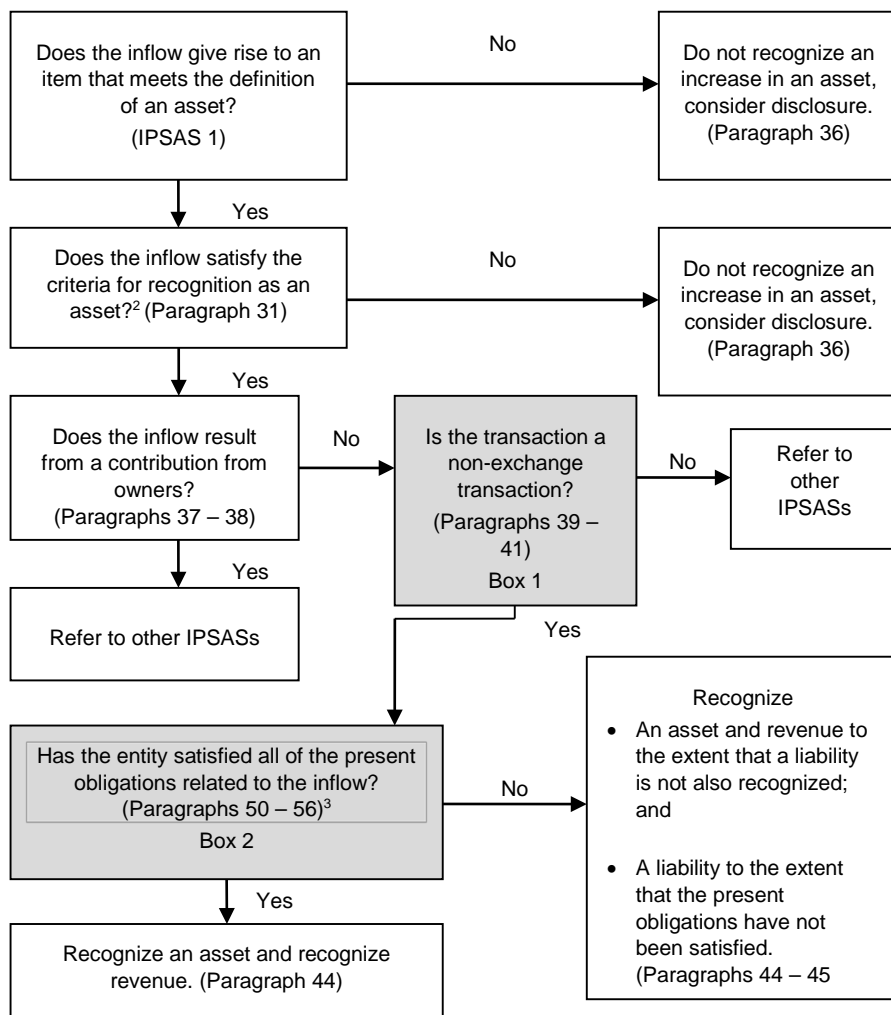 Does the inflow give rise to an
item that meets the definition
of an asset?
(IPSAS 1)
No
Do not recognize an
increase in an asset,
consider disclosure.
(Paragraph 36)
Yes
Does the inflow satisfy the
criteria for recognition as an
asset?² (Paragraph 31)
No
Do not recognize an
increase in an asset,
consider disclosure.
(Paragraph 36)
Yes
Does the inflow result
from a contribution from
owners?
(Paragraphs 37 – 38)
No
Is the transaction a
non-exchange
transaction?
(Paragraphs 39 –
41)
Box 1
No
Refer to
other
IPSASs
Yes
Refer to other IPSASs
Yes
Has the entity satisfied all of the present
obligations related to the inflow?
(Paragraphs 50 – 56)³
Box 2
No
Recognize
• An asset and revenue to
the extent that a liability
is not also recognized;
and
• A liability to the extent
that the present
obligations have not
been satisfied.
(Paragraphs 44 – 45
Yes
Recognize an asset and recognize
revenue. (Paragraph 44)